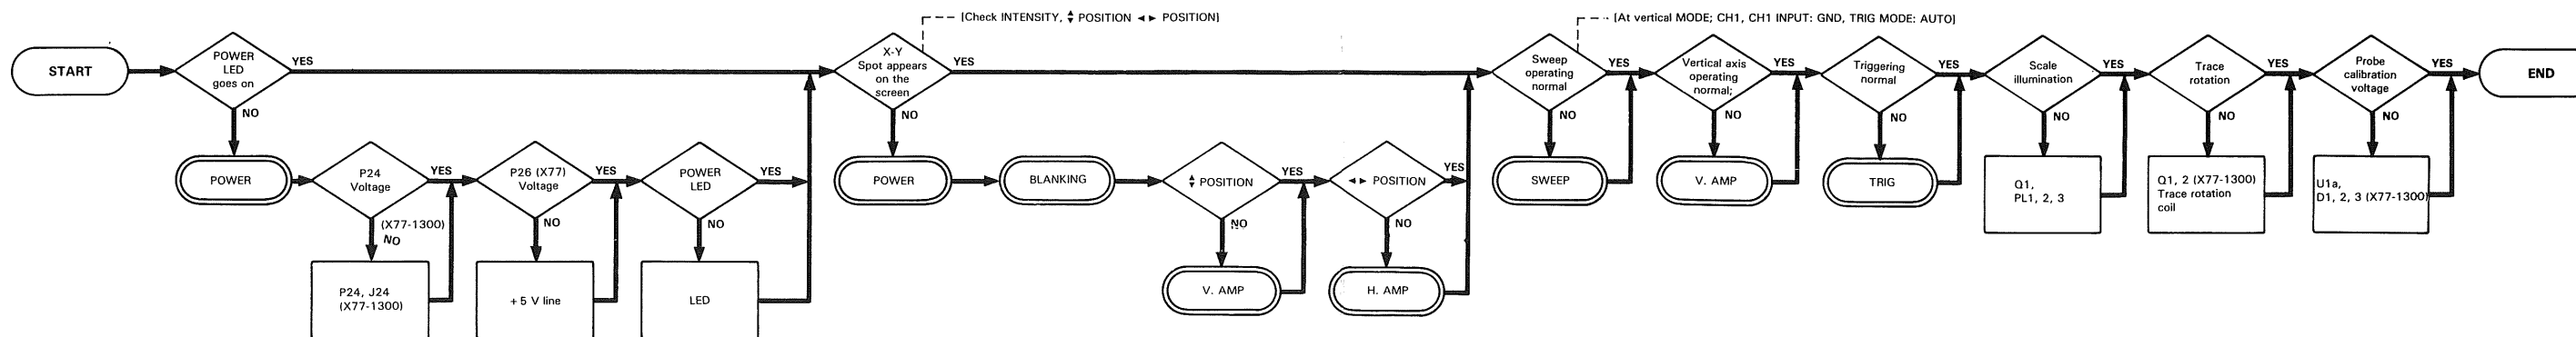 [Check INTENSITY, ▲▼ POSITION ◄► POSITION]
[At vertical MODE; CH1, CH1 INPUT: GND, TRIG MODE: AUTO]
START
POWER
LED
goes on
YES
NO
X-Y
Spot appears
on the
screen
YES
NO
Sweep
operating
normal
YES
NO
Vertical axis
operating
normal;
YES
NO
Triggering
normal
YES
NO
Scale
illumination
YES
NO
Trace
rotation
YES
NO
Probe
calibration
voltage
YES
NO
END
POWER
P24
Voltage
YES
(X77-1300)
NO
P26 (X77)
Voltage
YES
NO
POWER
LED
YES
NO
POWER
BLANKING
▲▼ POSITION
YES
NO
◄► POSITION
YES
NO
SWEEP
V. AMP
TRIG
Q1,
PL1, 2, 3
Q1, 2 (X77-1300)
Trace rotation
coil
U1a,
D1, 2, 3 (X77-1300)
P24, J24
(X77-1300)
+5 V line
LED
V. AMP
H. AMP